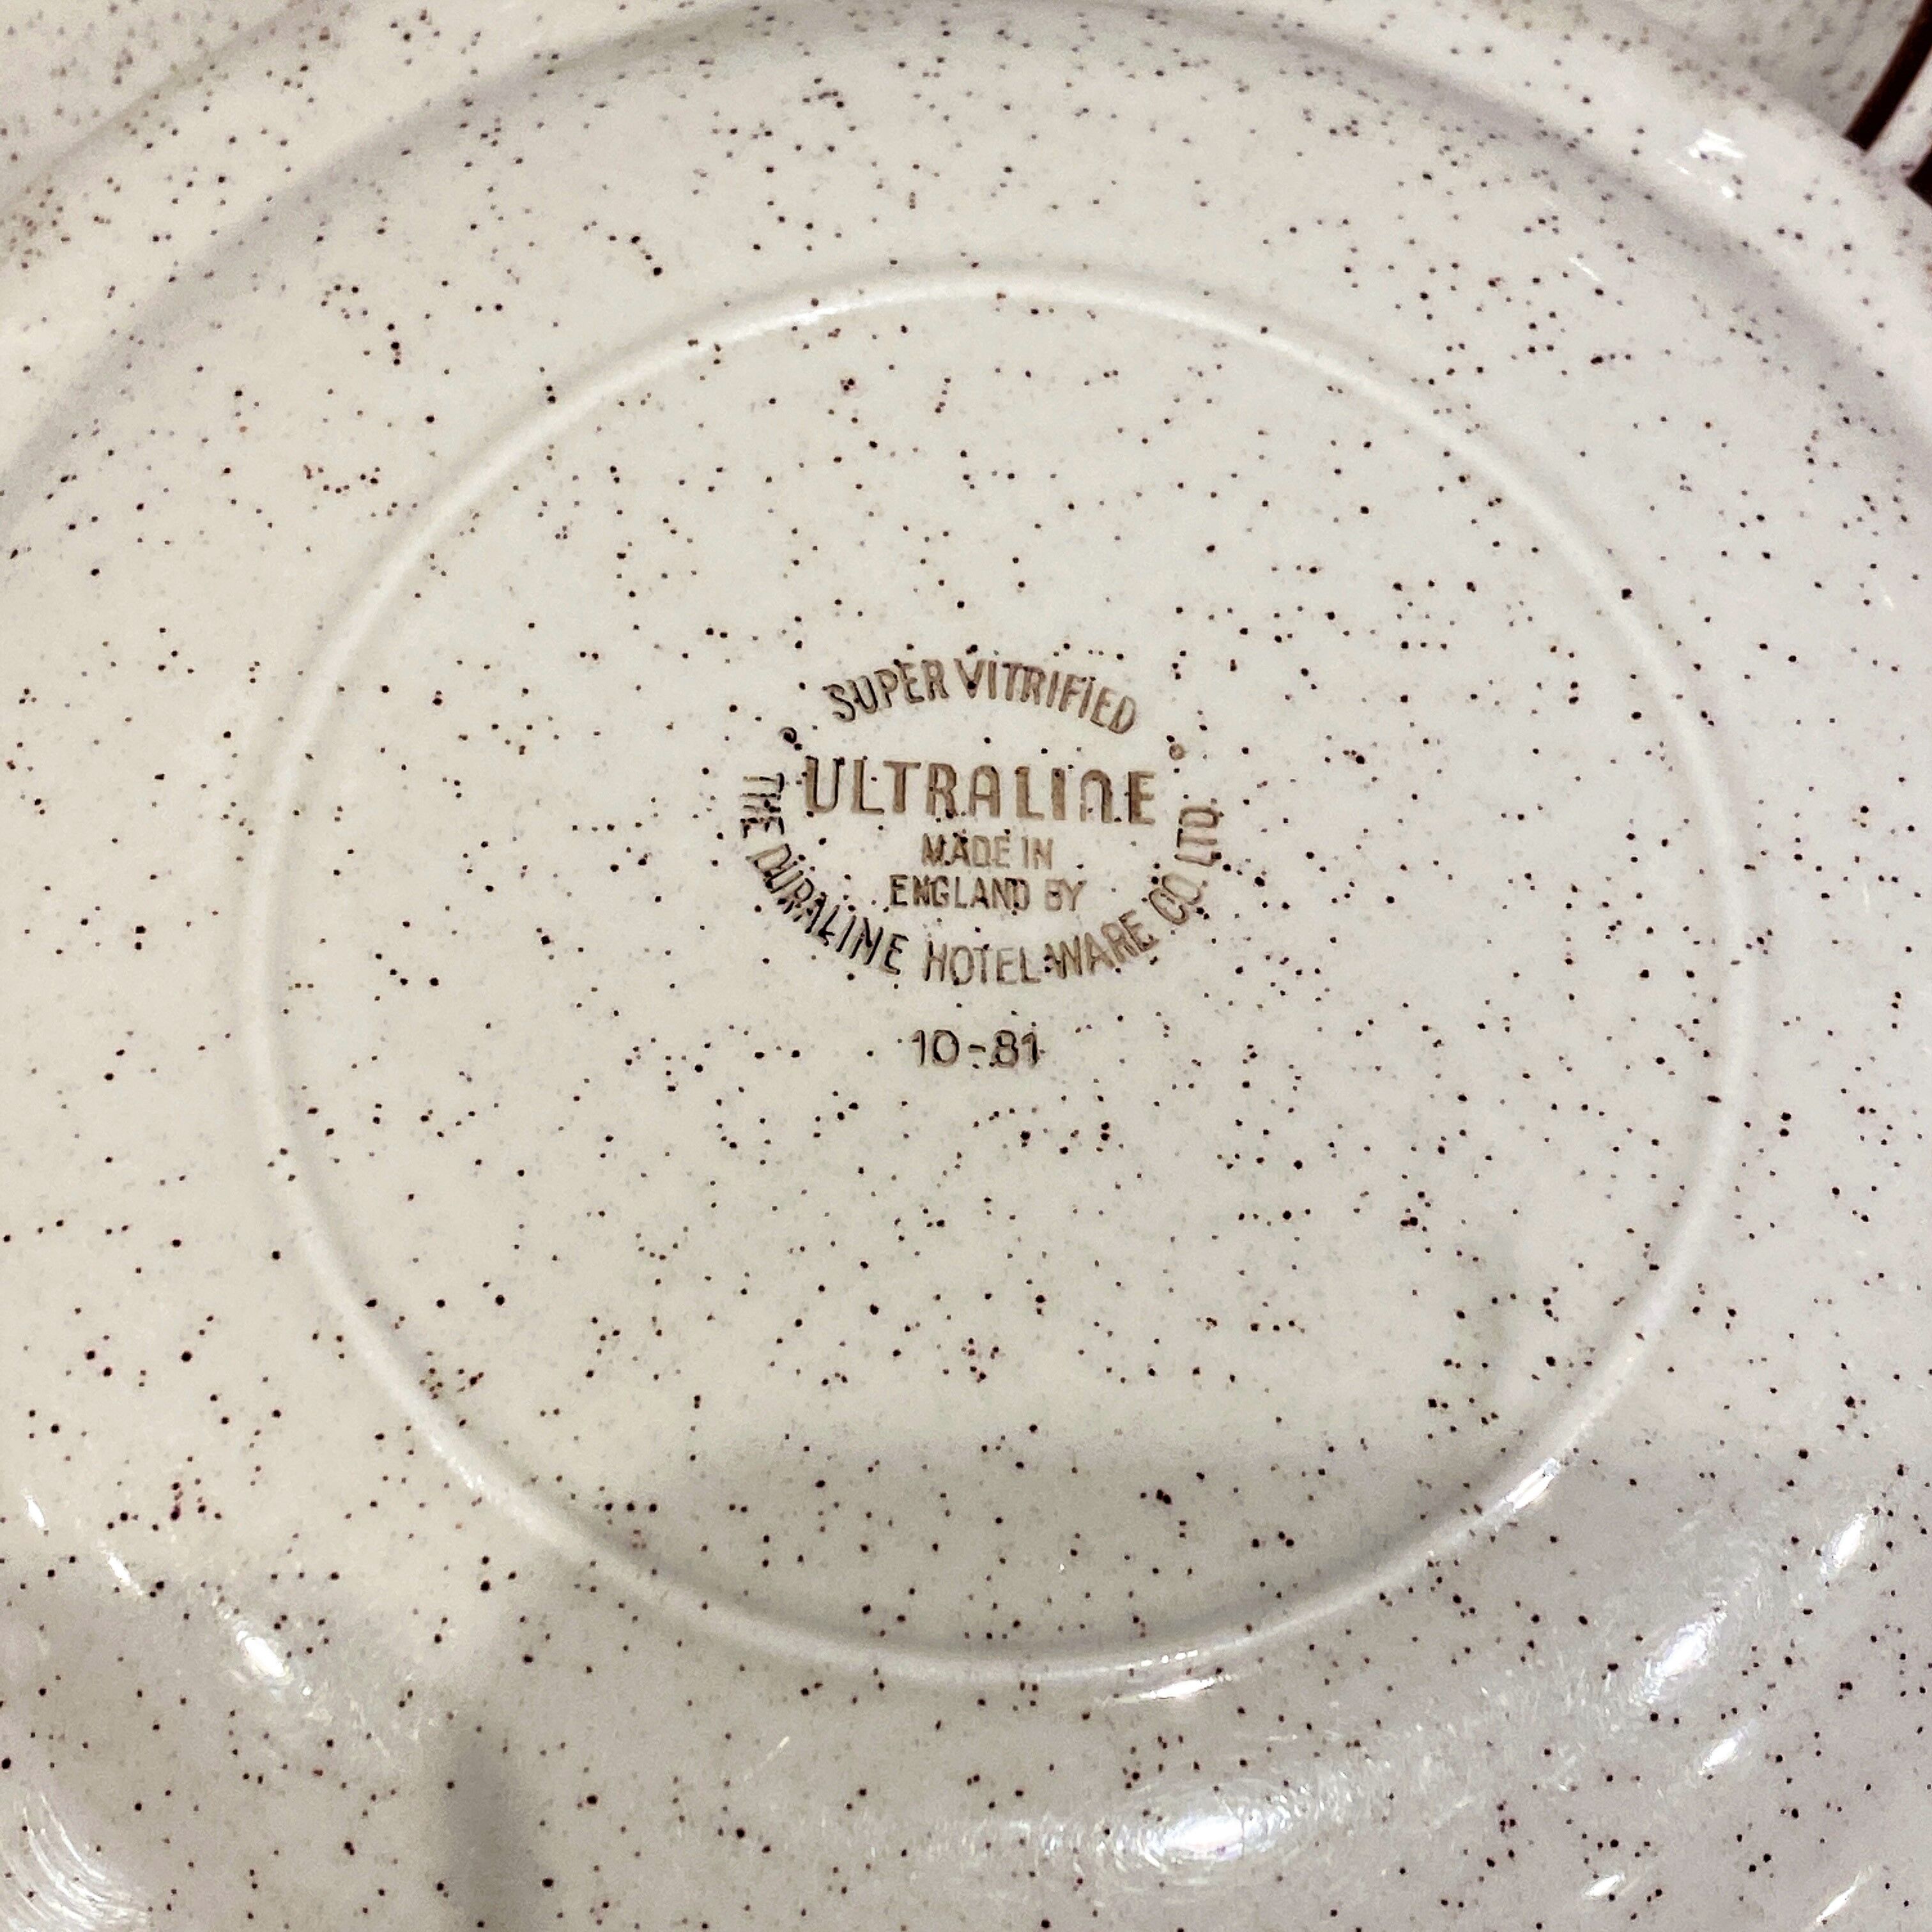 SUPER VITRIFIED
ULTRALINE
MADE IN
ENGLAND BY
THE DURALINE HOTEL-WARE CO. LTD.
10-81